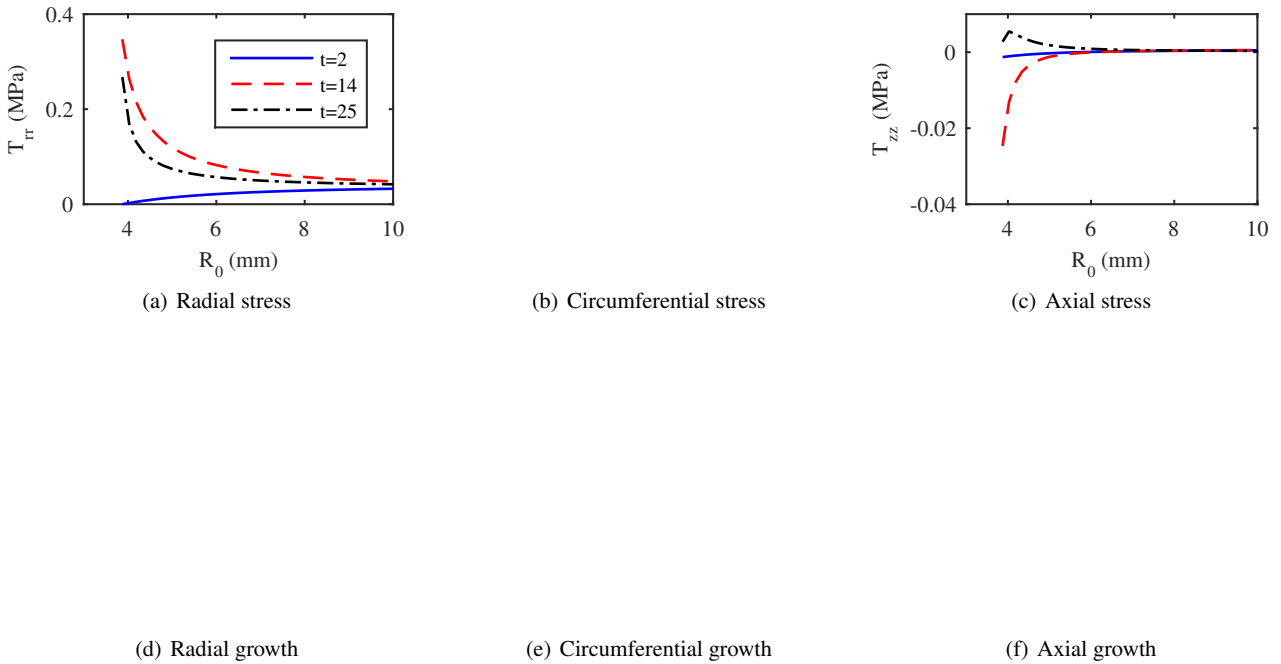 0.4
0.2
0
T_rr (MPa)
t=2
t=14
t=25
4 6 8 10
R_0 (mm)
(a) Radial stress
(b) Circumferential stress
0
-0.02
-0.04
T_zz (MPa)
4 6 8 10
R_0 (mm)
(c) Axial stress
(d) Radial growth
(e) Circumferential growth
(f) Axial growth